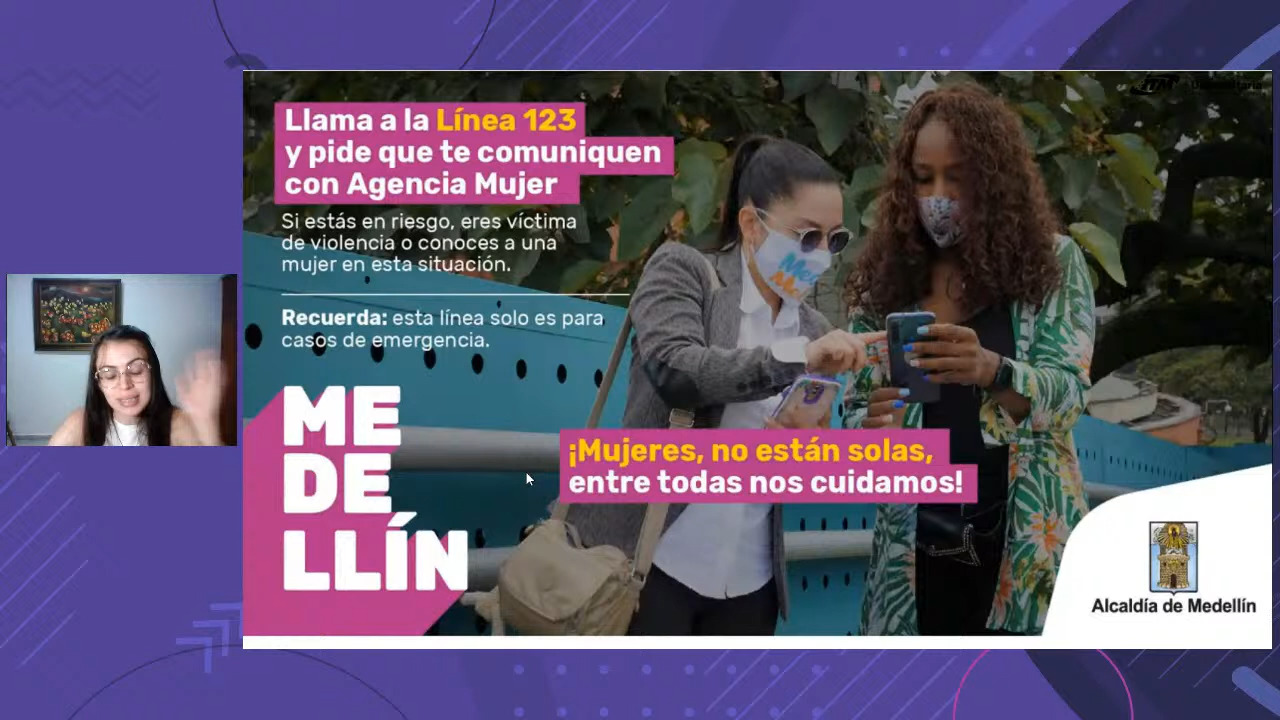 Llama a la Línea 123
y pide que te comuniquen
con Agencia Mujer
Si estás en riesgo, eres víctima
de violencia o conoces a una
mujer en esta situación.
Recuerda: esta línea solo es para
casos de emergencia.
ME
DE
LLÍN
¡Mujeres, no están solas,
entre todas nos cuidamos!
Alcaldía de Medellín